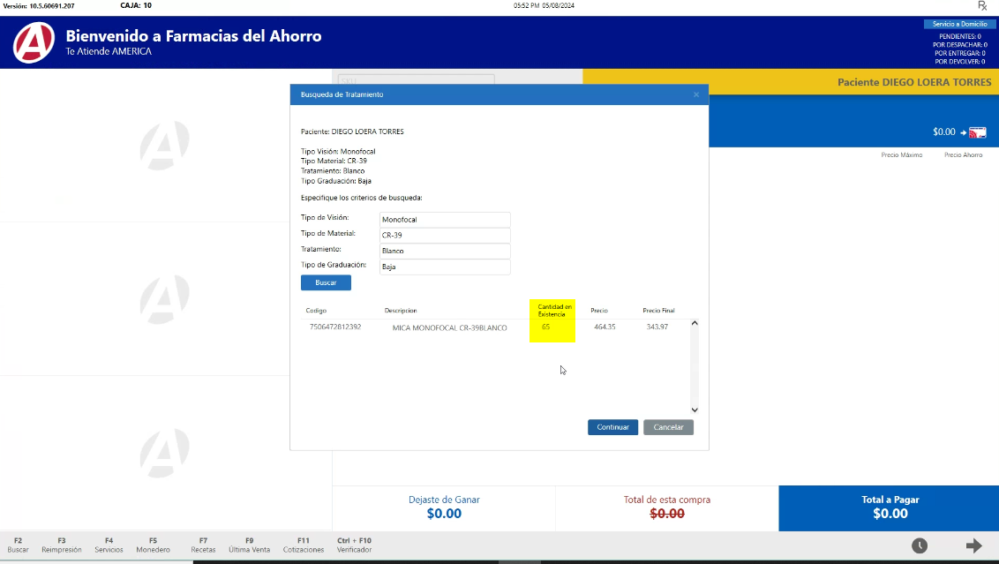 Versión: 10.5.60691.207
CAJA: 10
05:52 PM 05/08/2024
Bienvenido a Farmacias del Ahorro
Te Atiende AMERICA
Servicio a Domicilio
PENDIENTES: 0
POR DESPACHAR: 0
POR ENTREGAR: 0
POR DEVOLVER: 0
SKU
Paciente DIEGO LOERA TORRES
$0.00
Precio Máximo Precio Ahorro
Busqueda de Tratamiento
Paciente: DIEGO LOERA TORRES
Tipo Visión: Monofocal
Tipo Material: CR-39
Tratamiento: Blanco
Tipo Graduación: Baja
Especifique los criterios de busqueda:
Tipo de Visión: Monofocal
Tipo de Material: CR-39
Tratamiento: Blanco
Tipo de Graduación: Baja
Buscar
Codigo Descripcion Cantidad en Existencia Precio Precio Final
7506472812392 MICA MONOFOCAL CR-39BLANCO 65 464.35 343.97
Continuar Cancelar
Dejaste de Ganar
$0.00
Total de esta compra
$0.00
Total a Pagar
$0.00
F2 F3 F4 F5 F7 F9 F11 Ctrl + F10
Buscar Reimpresión Servicios Monedero Recetas Última Venta Cotizaciones Verificador